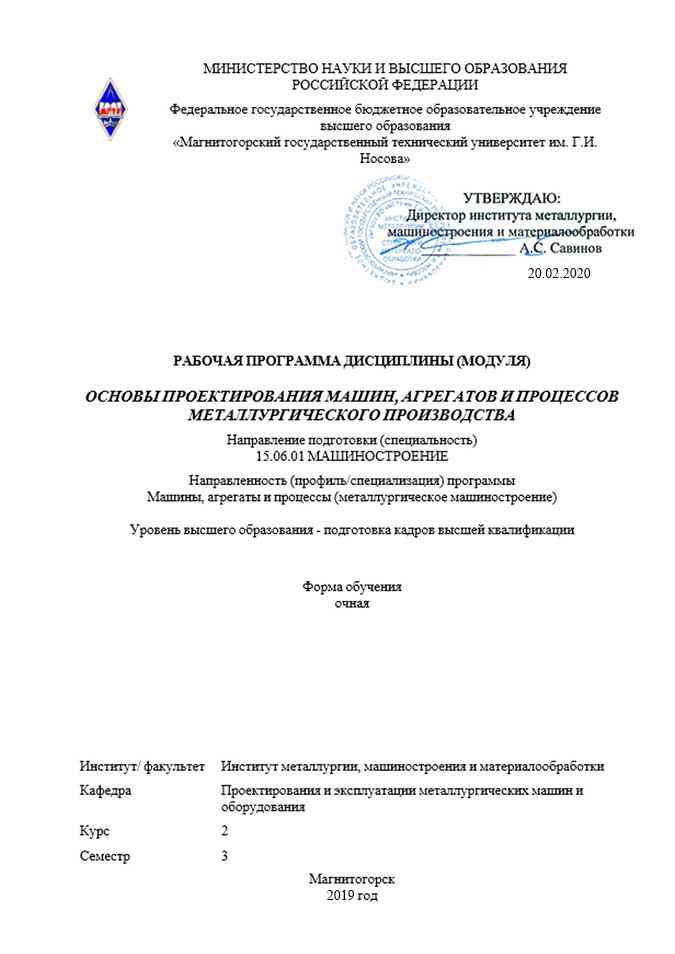 МИНИСТЕРСТВО НАУКИ И ВЫСШЕГО ОБРАЗОВАНИЯ
РОССИЙСКОЙ ФЕДЕРАЦИИ
Федеральное государственное бюджетное образовательное учреждение
высшего образования
«Магнитогорский государственный технический университет им. Г.И.
Носова»
МГТУ
УТВЕРЖДАЮ:
Директор института металлургии,
машиностроения и материалообработки
А.С. Савинов
20.02.2020
РАБОЧАЯ ПРОГРАММА ДИСЦИПЛИНЫ (МОДУЛЯ)
ОСНОВЫ ПРОЕКТИРОВАНИЯ МАШИН, АГРЕГАТОВ И ПРОЦЕССОВ
МЕТАЛЛУРГИЧЕСКОГО ПРОИЗВОДСТВА
Направление подготовки (специальность)
15.06.01 МАШИНОСТРОЕНИЕ
Направленность (профиль/специализация) программы
Машины, агрегаты и процессы (металлургическое машиностроение)
Уровень высшего образования - подготовка кадров высшей квалификации
Форма обучения
очная
Институт/ факультет Институт металлургии, машиностроения и материалообработки
Кафедра Проектирования и эксплуатации металлургических машин и
оборудования
Курс 2
Семестр 3
Магнитогорск
2019 год